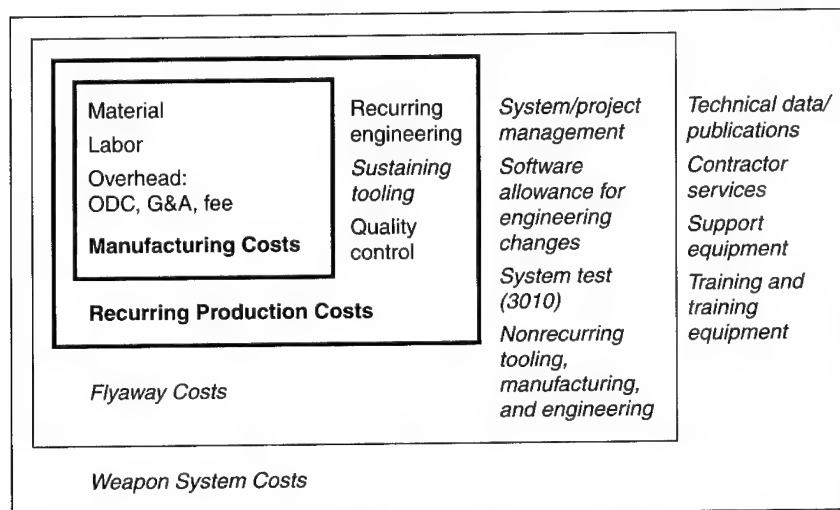 Material
Labor
Overhead:
ODC, G&A, fee
Manufacturing Costs
Recurring
engineering
Sustaining
tooling
Quality
control
Recurring Production Costs
System/project
management
Software
allowance for
engineering
changes
System test
(3010)
Nonrecurring
tooling,
manufacturing,
and engineering
Flyaway Costs
Technical data/
publications
Contractor
services
Support
equipment
Training and
training
equipment
Weapon System Costs